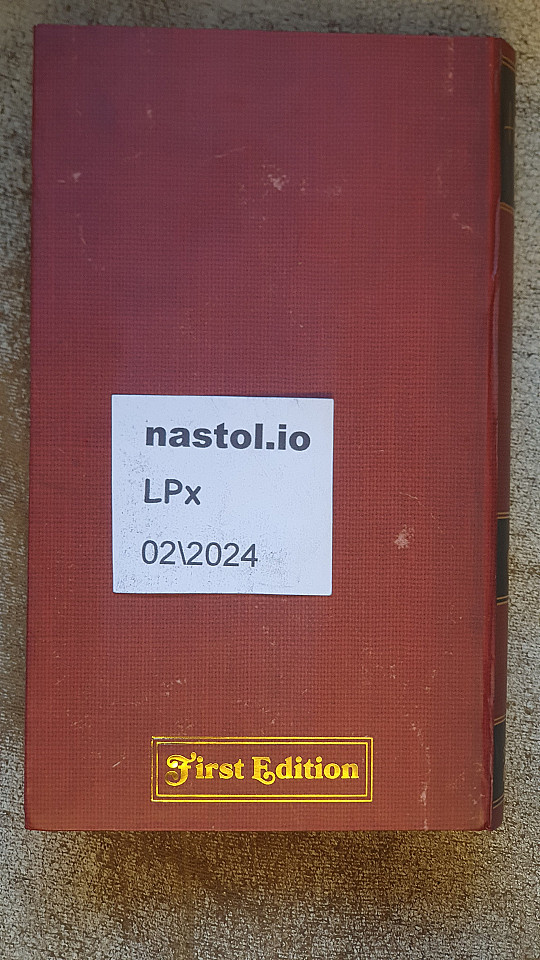 nastol.io
LPx
02\2024
First Edition